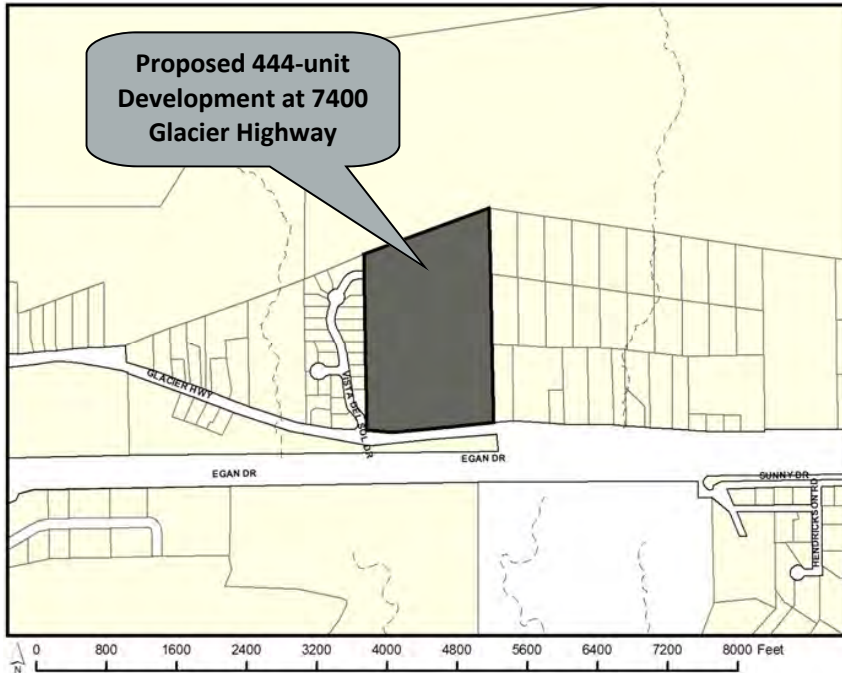 Proposed 444-unit
Development at 7400
Glacier Highway
GLACIER HWY
VISTA DEL SOL DR
EGAN DR
EGAN DR
SUNNY DR
HENDRICKSON RD
N
0 800 1600 2400 3200 4000 4800 5600 6400 7200 8000 Feet